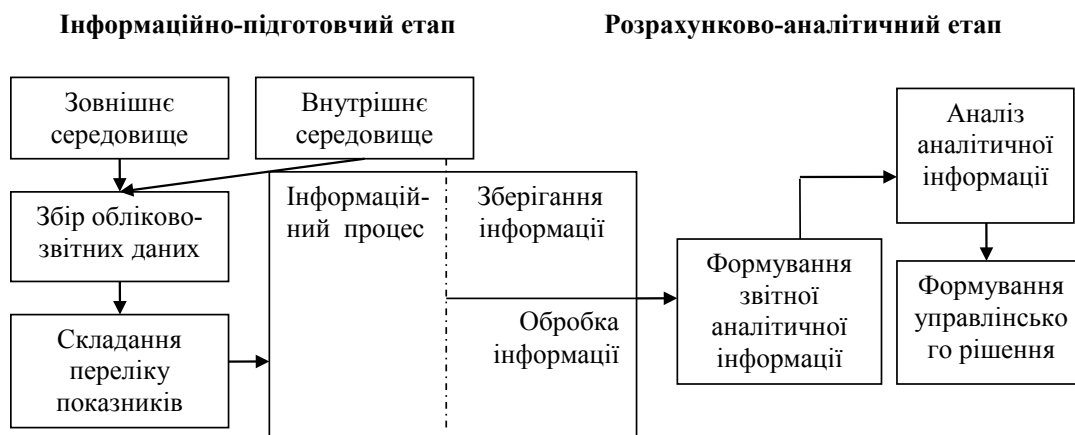 Інформаційно-підготовчий етап
Розрахунково-аналітичний етап
Зовнішнє
середовище
Внутрішнє
середовище
Збір обліково-
звітних даних
Складання
переліку
показників
Інформацій-
ний процес
Зберігання
інформації
Обробка
інформації
Формування
звітної
аналітичної
інформації
Аналіз
аналітичної
інформації
Формування
управлінсько
го рішення